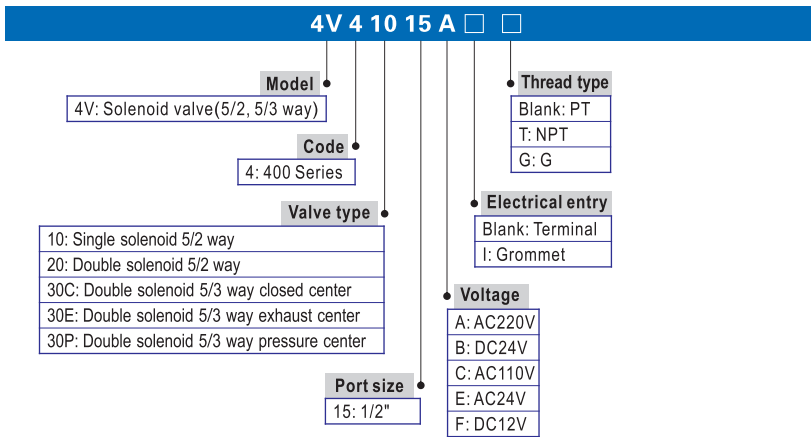 4V 4 10 15 A□ □
Model
4V: Solenoid valve(5/2, 5/3 way)
Code
4: 400 Series
Valve type
10: Single solenoid 5/2 way
20: Double solenoid 5/2 way
30C: Double solenoid 5/3 way closed center
30E: Double solenoid 5/3 way exhaust center
30P: Double solenoid 5/3 way pressure center
Port size
15: 1/2"
Thread type
Blank: PT
T: NPT
G: G
Electrical entry
Blank: Terminal
I: Grommet
Voltage
A: AC220V
B: DC24V
C: AC110V
E: AC24V
F: DC12V